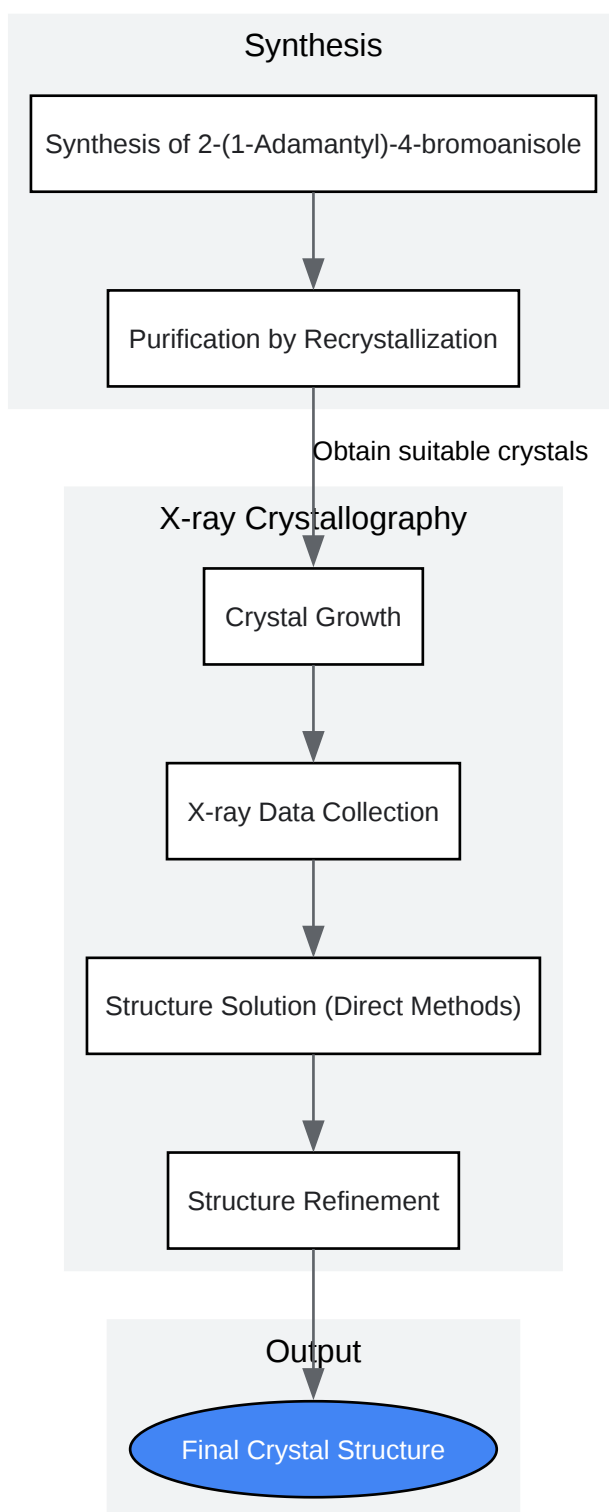 Synthesis
Synthesis of 2-(1-Adamantyl)-4-bromoanisole
Purification by Recrystallization
Obtain suitable crystals
X-ray Crystallography
Crystal Growth
X-ray Data Collection
Structure Solution (Direct Methods)
Structure Refinement
Output
Final Crystal Structure